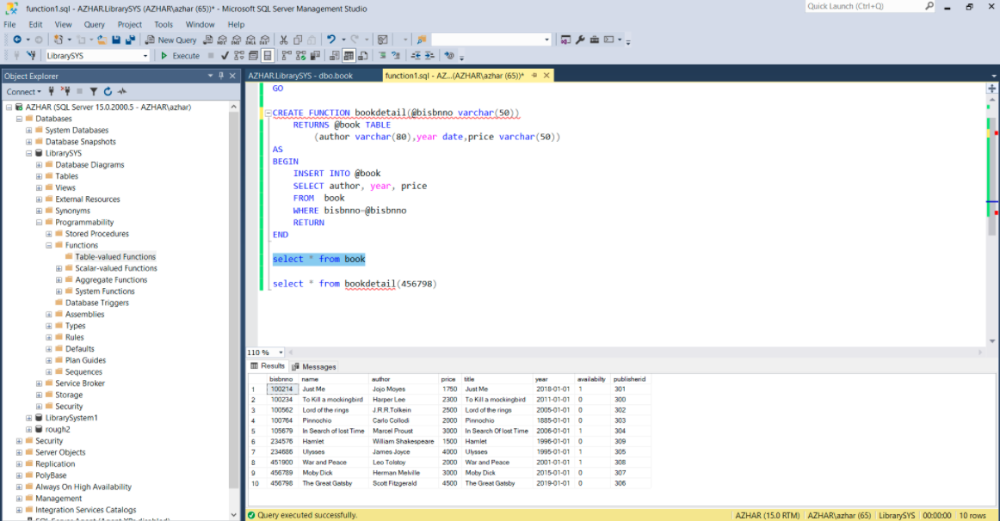 function1.sql - AZHAR.LibrarySYS (AZHAR\azhar (65))* - Microsoft SQL Server Management Studio
Quick Launch (Ctrl+Q)
File Edit View Query Project Tools Window Help
New Query
LibrarySYS
Execute
Object Explorer
Connect
AZHAR (SQL Server 15.0.2000.5 - AZHAR\azhar)
Databases
System Databases
Database Snapshots
LibrarySYS
Database Diagrams
Tables
Views
External Resources
Synonyms
Programmability
Stored Procedures
Functions
Table-valued Functions
Scalar-valued Functions
Aggregate Functions
System Functions
Database Triggers
Assemblies
Types
Rules
Defaults
Plan Guides
Sequences
Service Broker
Storage
Security
LibrarySystem1
rough2
Security
Server Objects
Replication
PolyBase
Always On High Availability
Management
Integration Services Catalogs
SQL Server Agent (Agent XPs disabled)
AZHAR.LibrarySYS - dbo.book
function1.sql - AZ...(AZHAR\azhar (65))*
GO
CREATE FUNCTION bookdetail(@bisbnno varchar(50))
RETURNS @book TABLE
(author varchar(80),year date,price varchar(50))
AS
BEGIN
INSERT INTO @book
SELECT author, year, price
FROM book
WHERE bisbnno=@bisbnno
RETURN
END
select * from book
select * from bookdetail(456798)
110 %
Results Messages
bisbnno name author price title year availabilty publisherid
1 100214 Just Me Jojo Moyes 1750 Just Me 2018-01-01 1 301
2 100234 To Kill a mockingbird Harper Lee 2300 To Kill a mockingbird 2011-01-01 0 300
3 100562 Lord of the rings J.R.R.Tolkein 2500 Lord of the rings 2005-01-01 0 302
4 100764 Pinnochio Carlo Collodi 2000 Pinnochio 1885-01-01 0 303
5 105679 In Search of lost Time Marcel Proust 3000 In Search Of lost Time 2006-01-01 1 304
6 234576 Hamlet William Shakespeare 1500 Hamlet 1996-01-01 0 309
7 234686 Ulysses James Joyce 4000 Ulysses 1995-01-01 1 305
8 451900 War and Peace Leo Tolstoy 2000 War and Peace 2001-01-01 1 308
9 456789 Moby Dick Herman Melville 3000 Moby Dick 2015-01-01 0 307
10 456798 The Great Gatsby Scott Fitzgerald 4500 The Great Gatsby 2019-01-01 0 306
Query executed successfully.
AZHAR (15.0 RTM) AZHAR\azhar (65) LibrarySYS 00:00:00 10 rows